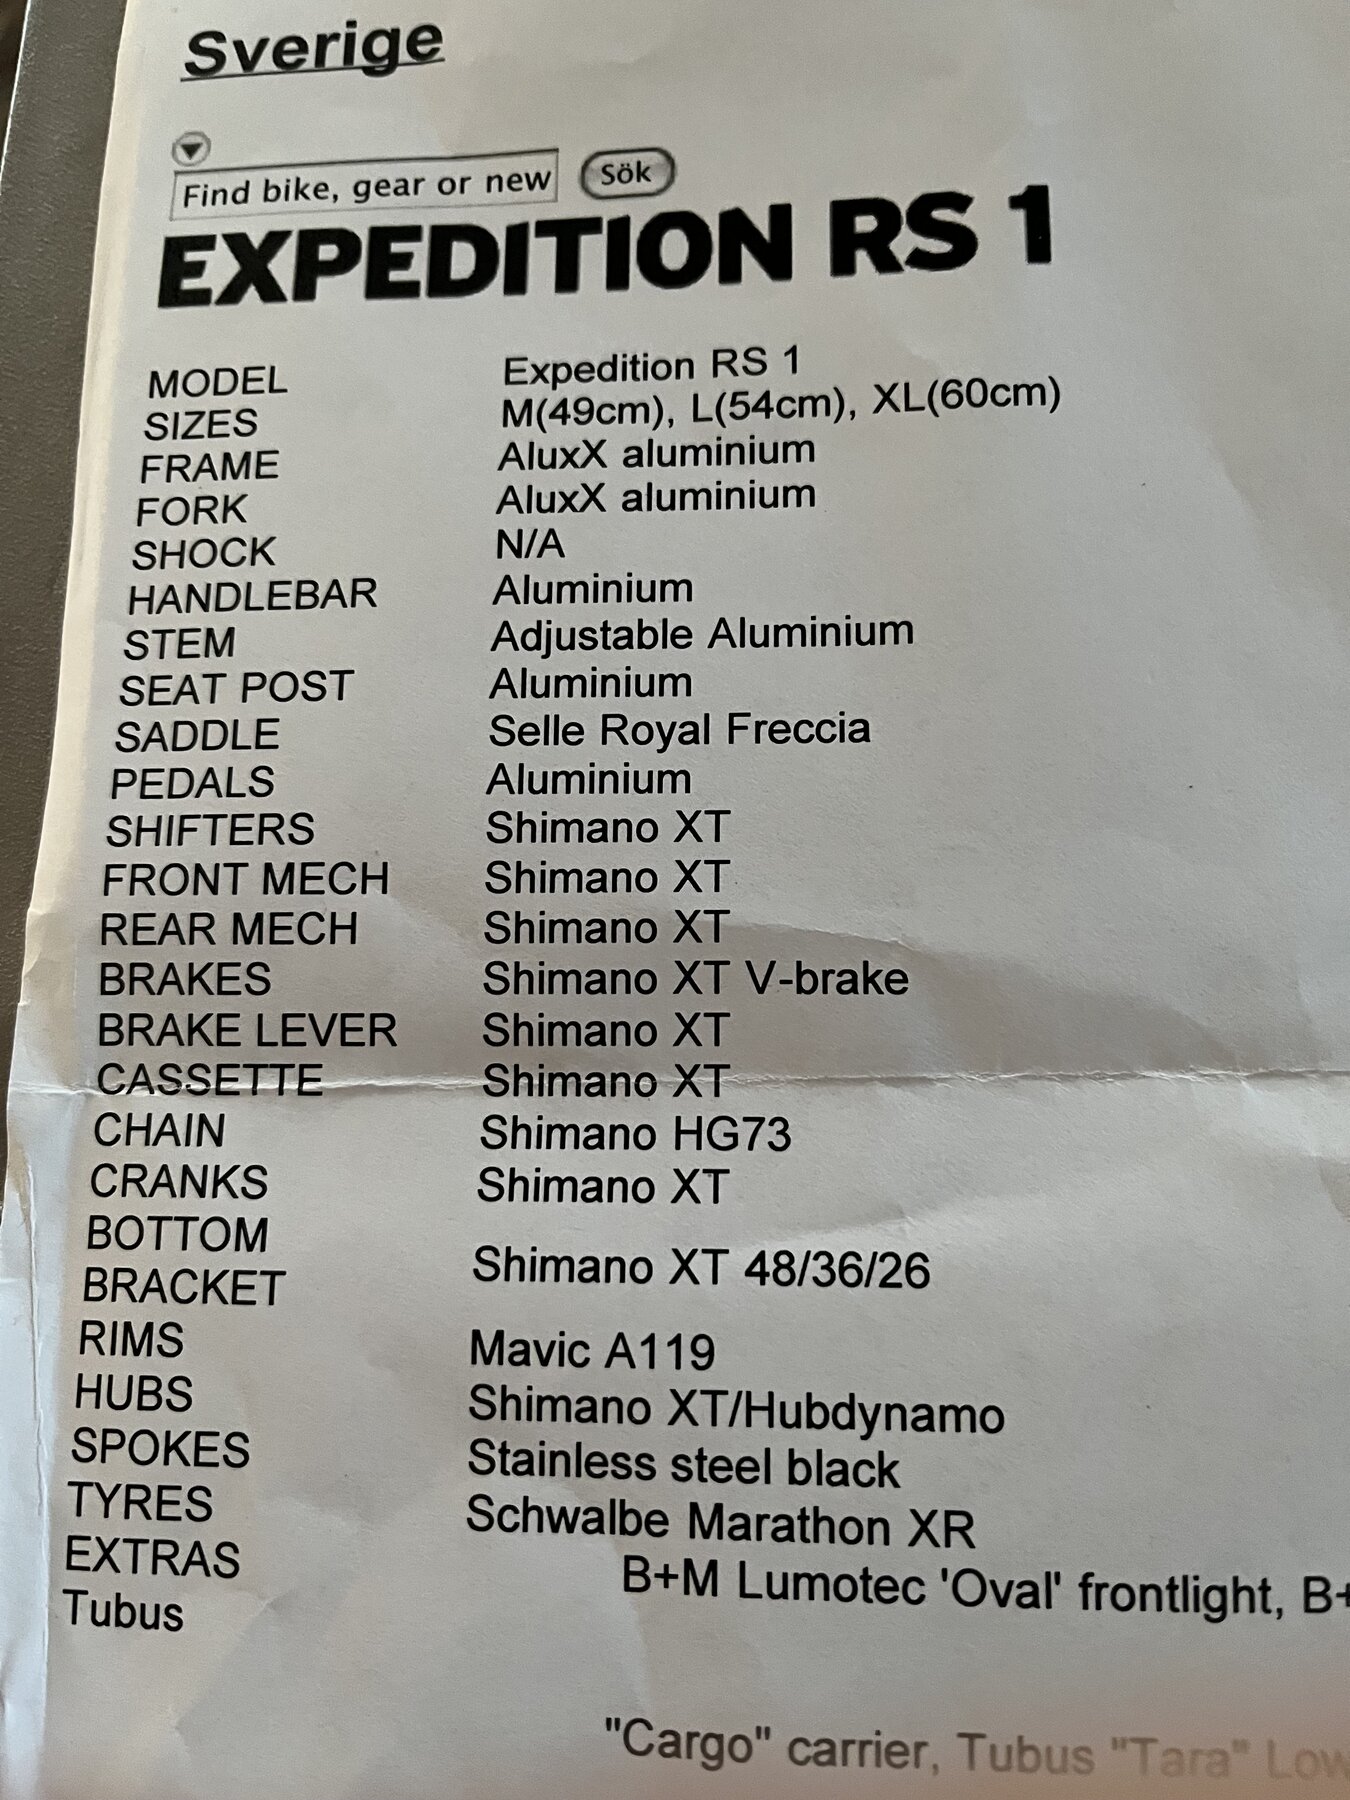 Sverige
Find bike, gear or new Sök
EXPEDITION RS 1
MODEL Expedition RS 1
SIZES M(49cm), L(54cm), XL(60cm)
FRAME AluxX aluminium
FORK AluxX aluminium
SHOCK N/A
HANDLEBAR Aluminium
STEM Adjustable Aluminium
SEAT POST Aluminium
SADDLE Selle Royal Freccia
PEDALS Aluminium
SHIFTERS Shimano XT
FRONT MECH Shimano XT
REAR MECH Shimano XT
BRAKES Shimano XT V-brake
BRAKE LEVER Shimano XT
CASSETTE Shimano XT
CHAIN Shimano HG73
CRANKS Shimano XT
BOTTOM
BRACKET Shimano XT 48/36/26
RIMS Mavic A119
HUBS Shimano XT/Hubdynamo
SPOKES Stainless steel black
TYRES Schwalbe Marathon XR
EXTRAS B+M Lumotec 'Oval' frontlight, B+
Tubus
"Cargo" carrier, Tubus "Tara" Low